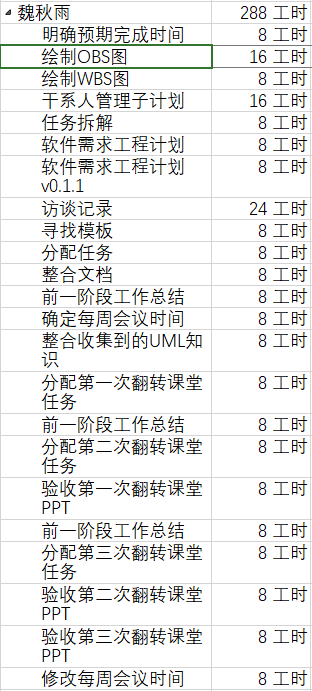 魏秋雨 288 工时
明确预期完成时间 8 工时
绘制OBS图 16 工时
绘制WBS图 8 工时
干系人管理子计划 16 工时
任务拆解 8 工时
软件需求工程计划 8 工时
软件需求工程计划 8 工时
v0.1.1
访谈记录 24 工时
寻找模板 8 工时
分配任务 8 工时
整合文档 8 工时
前一阶段工作总结 8 工时
确定每周会议时间 8 工时
整合收集到的UML知 8 工时
识
分配第一次翻转课堂 8 工时
任务
前一阶段工作总结 8 工时
分配第二次翻转课堂 8 工时
任务
验收第一次翻转课堂 8 工时
PPT
前一阶段工作总结 8 工时
分配第三次翻转课堂 8 工时
任务
验收第二次翻转课堂 8 工时
PPT
验收第三次翻转课堂 8 工时
PPT
修改每周会议时间 8 工时